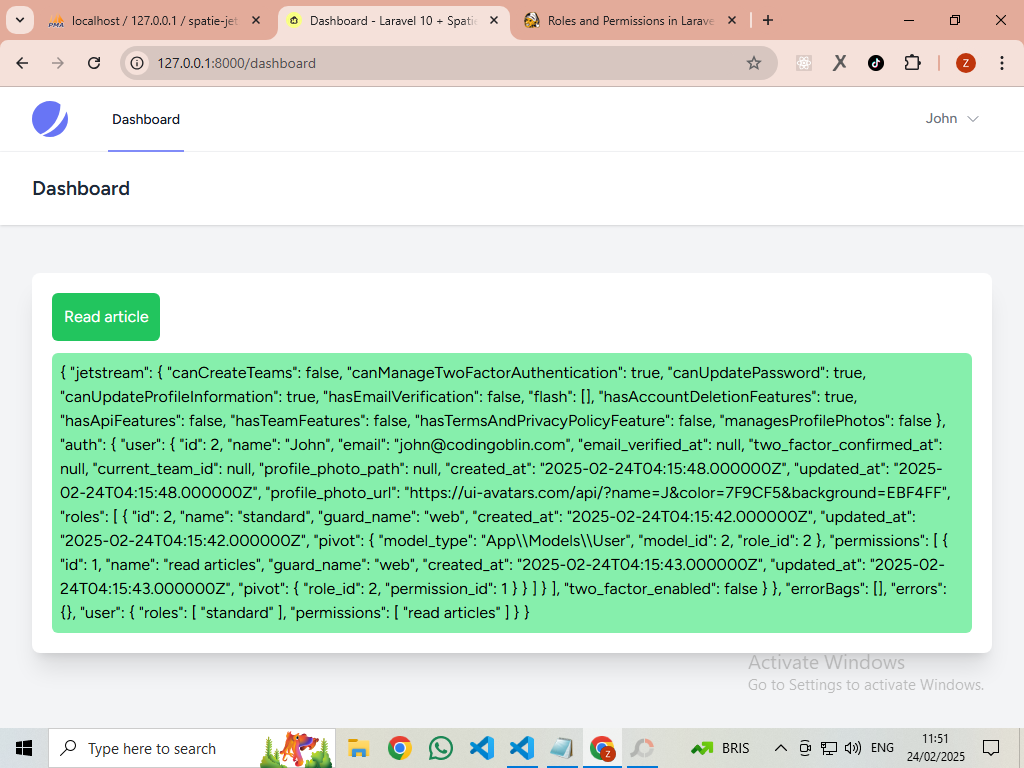 localhost / 127.0.0.1 / spatie-jet
Dashboard - Laravel 10 + Spatie
Roles and Permissions in Larave
127.0.0.1:8000/dashboard
Z
Dashboard
John
Dashboard
Read article
{ "jetstream": { "canCreateTeams": false, "canManageTwoFactorAuthentication": true, "canUpdatePassword": true,
"canUpdateProfileInformation": true, "hasEmailVerification": false, "flash": [], "hasAccountDeletionFeatures": true,
"hasApiFeatures": false, "hasTeamFeatures": false, "hasTermsAndPrivacyPolicyFeature": false, "managesProfilePhotos": false },
"auth": { "user": { "id": 2, "name": "John", "email": "john@codingoblin.com", "email_verified_at": null, "two_factor_confirmed_at":
null, "current_team_id": null, "profile_photo_path": null, "created_at": "2025-02-24T04:15:48.000000Z", "updated_at": "2025-
02-24T04:15:48.000000Z", "profile_photo_url": "https://ui-avatars.com/api/?name=J&color=7F9CF5&background=EBF4FF",
"roles": [ { "id": 2, "name": "standard", "guard_name": "web", "created_at": "2025-02-24T04:15:42.000000Z", "updated_at":
"2025-02-24T04:15:42.000000Z", "pivot": { "model_type": "App\\Models\\User", "model_id": 2, "role_id": 2 }, "permissions": [ {
"id": 1, "name": "read articles", "guard_name": "web", "created_at": "2025-02-24T04:15:43.000000Z", "updated_at": "2025-02-
24T04:15:43.000000Z", "pivot": { "role_id": 2, "permission_id": 1 } } ] } ], "two_factor_enabled": false } }, "errorBags": [], "errors":
{}, "user": { "roles": [ "standard" ], "permissions": [ "read articles" ] } }
Activate Windows
Go to Settings to activate Windows.
Type here to search
Z
BRIS
ENG
11:51
24/02/2025